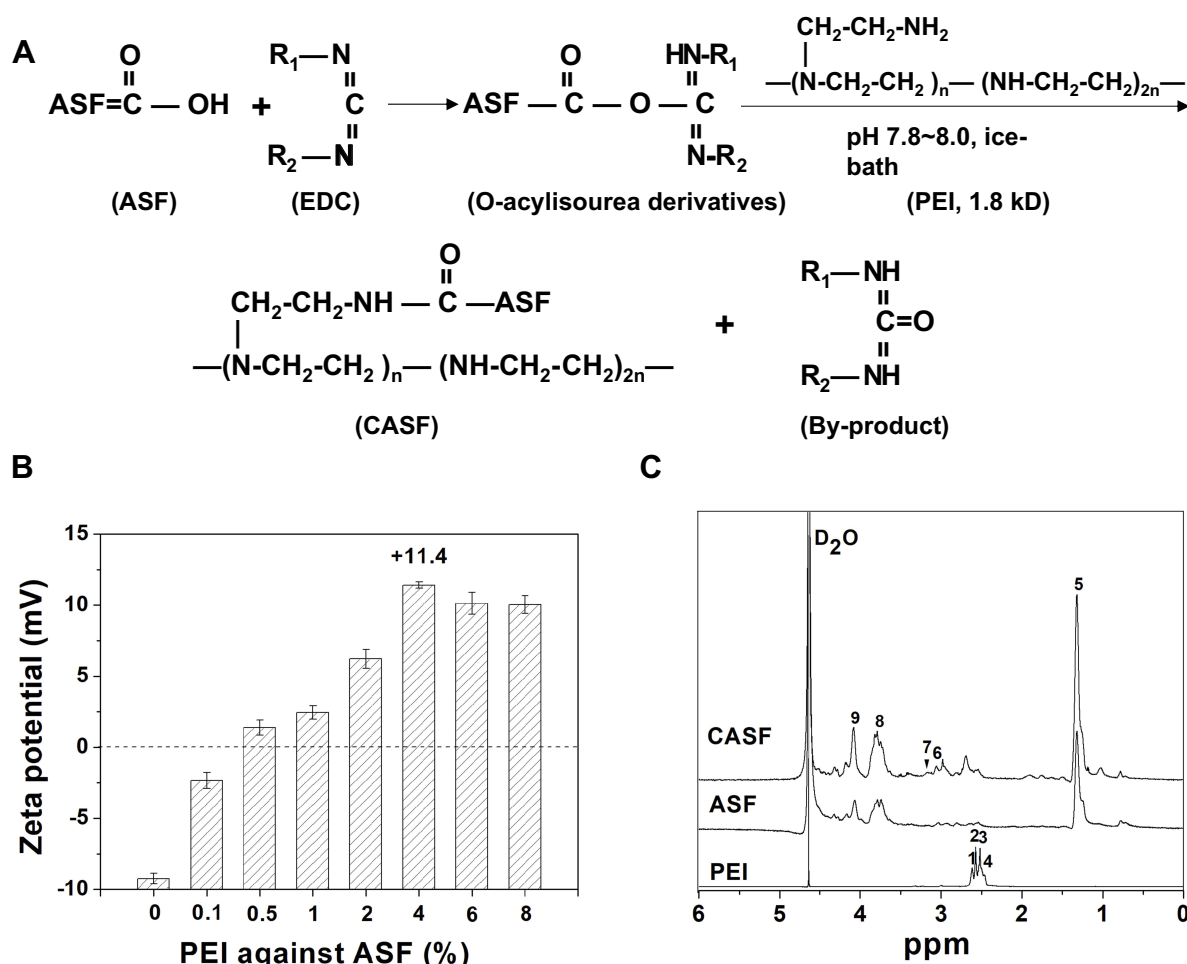 A
O
ASF=C — OH + R₁—N=C=N—R₂
(ASF)
(EDC)
O
ASF — C — O — C
HN-R₁
N-R₂
(O-acylisourea derivatives)
CH₂-CH₂-NH₂
—(N-CH₂-CH₂ )ₙ— (NH-CH₂-CH₂)₂ₙ—
pH 7.8~8.0, ice-
bath
(PEI, 1.8 kD)
O
CH₂-CH₂-NH — C —ASF
—(N-CH₂-CH₂ )ₙ— (NH-CH₂-CH₂)₂ₙ—
(CASF)
+
R₁—NH
C=O
R₂—NH
(By-product)
B
Zeta potential (mV)
15
10
5
0
-5
-10
+11.4
0 0.1 0.5 1 2 4 6 8
PEI against ASF (%)
C
D₂O
CASF
9 8 7 6 5
ASF
PEI
1 2 3 4
6 5 4 3 2 1 0
ppm